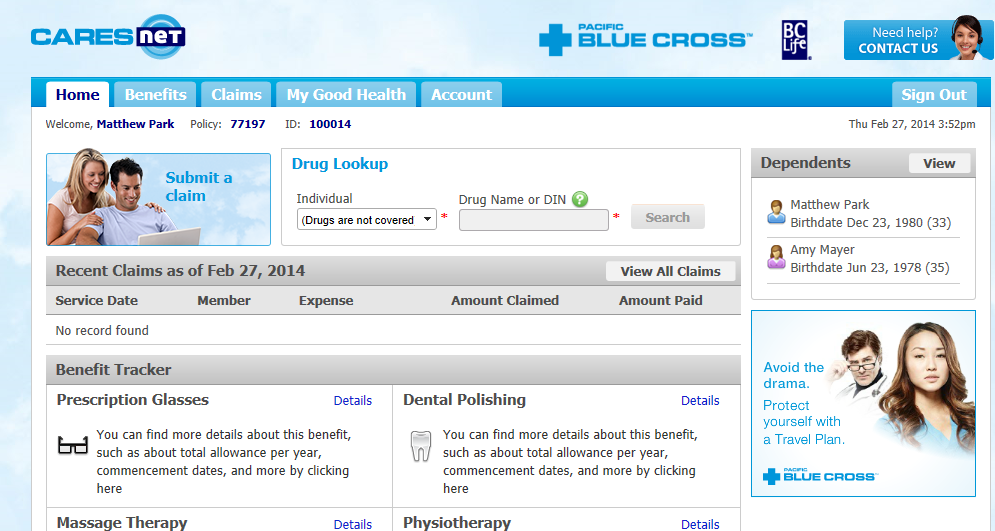 CARESnet
PACIFIC
BLUE CROSS™
BC
Life
Need help?
CONTACT US
Home
Benefits
Claims
My Good Health
Account
Sign Out
Welcome, Matthew Park Policy: 77197 ID: 100014
Thu Feb 27, 2014 3:52pm
Submit a
claim
Drug Lookup
Individual
Drug Name or DIN ?
(Drugs are not covered
*
*
Search
Dependents
View
Matthew Park
Birthdate Dec 23, 1980 (33)
Amy Mayer
Birthdate Jun 23, 1978 (35)
Recent Claims as of Feb 27, 2014
View All Claims
Service Date Member Expense Amount Claimed Amount Paid
No record found
Benefit Tracker
Prescription Glasses
Details
You can find more details about this benefit,
such as about total allowance per year,
commencement dates, and more by clicking
here
Dental Polishing
Details
You can find more details about this benefit,
such as about total allowance per year,
commencement dates, and more by clicking
here
Massage Therapy
Details
Physiotherapy
Details
Avoid the
drama.
Protect
yourself with
a Travel Plan.
PACIFIC
BLUE CROSS™